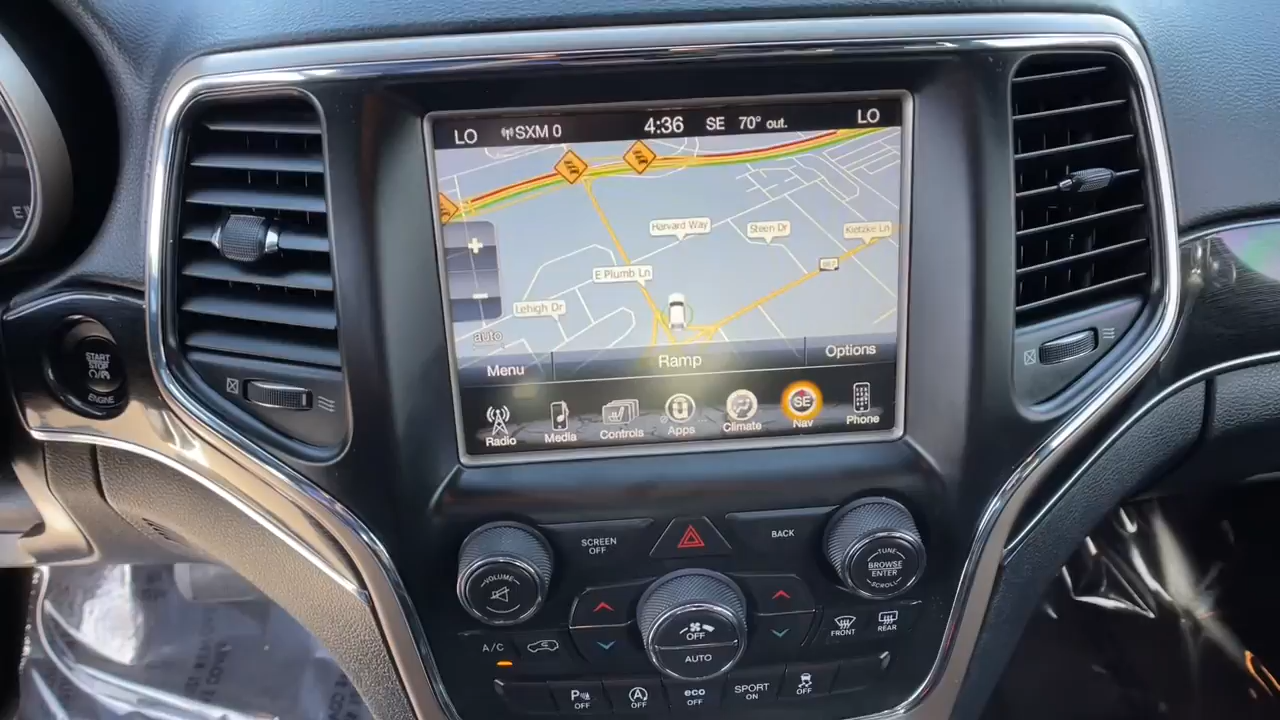 LO SXM 0 4:36 SE 70° out. LO
Harvard Way
Steen Dr
Kietzke Ln
E Plumb Ln
667
Lehigh Dr
+
-
auto
Menu
Ramp
Options
Radio
Media
Controls
Apps
Climate
SE
Nav
Phone
START
STOP
ENGINE
SCREEN
OFF
BACK
VOLUME
TUNE
BROWSE
ENTER
SCROLL
OFF
AUTO
A/C
FRONT
REAR
P OFF
A OFF
eco
OFF
SPORT
ON
OFF